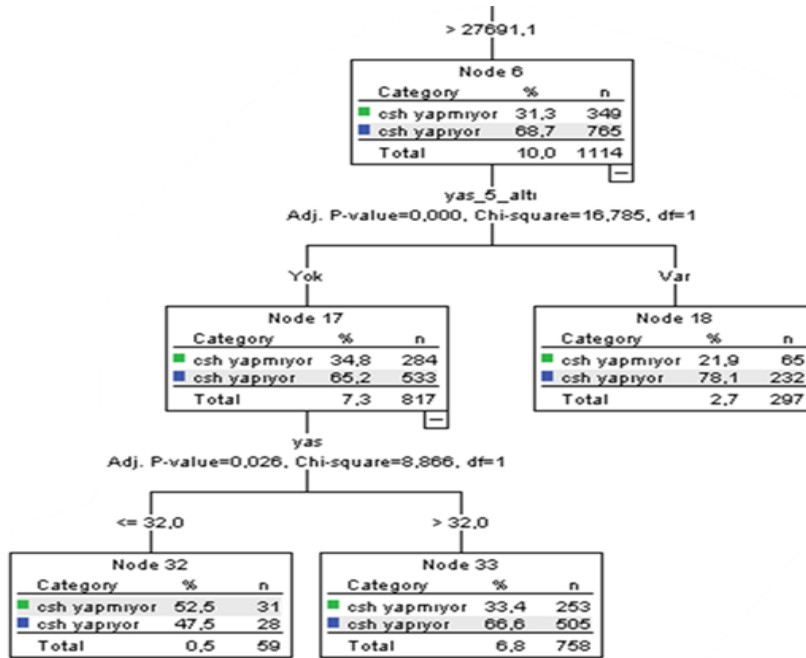 > 27691,1
Node 6
Category % n
csh yapmıyor 31,3 349
csh yapıyor 68,7 765
Total 10,0 1114
yas_5_altı
Adj. P-value=0,000, Chi-square=16,785, df=1
Yok
Var
Node 17
Category % n
csh yapmıyor 34,8 284
csh yapıyor 65,2 533
Total 7,3 817
Node 18
Category % n
csh yapmıyor 21,9 65
csh yapıyor 78,1 232
Total 2,7 297
yas
Adj. P-value=0,026, Chi-square=8,866, df=1
<= 32,0
> 32,0
Node 32
Category % n
csh yapmıyor 52,5 31
csh yapıyor 47,5 28
Total 0,5 59
Node 33
Category % n
csh yapmıyor 33,4 253
csh yapıyor 66,6 505
Total 6,8 758